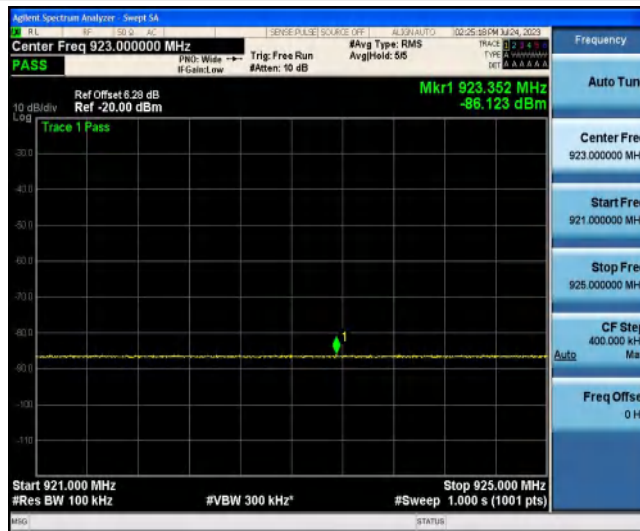 Agilent Spectrum Analyzer - Swept SA
RL RF 50 Ω AC SENSE:PULSE SOURCE OFF ALIGN AUTO 02:25:18 PM Jul 24, 2023
Center Freq 923.000000 MHz
PASS
PNO: Wide
IFGain:Low
Trig: Free Run
#Atten: 10 dB
#Avg Type: RMS
Avg|Hold: 5/5
TRACE 1 2 3 4 5 6
TYPE A
DET A A A A A A
Mkr1 923.352 MHz
-86.123 dBm
Ref Offset 6.28 dB
Ref -20.00 dBm
10 dB/div
Log
Trace 1 Pass
-30.0
-40.0
-50.0
-60.0
-70.0
-80.0
-90.0
-100
-110
1
Start 921.000 MHz
Stop 925.000 MHz
#Res BW 100 kHz
#VBW 300 kHz*
#Sweep 1.000 s (1001 pts)
MSG
STATUS
Frequency
Auto Tun
Center Fre
923.000000 MH
Start Fre
921.000000 MH
Stop Fre
925.000000 MH
CF Step
400.000 kH
Auto Ma
Freq Offse
0 H